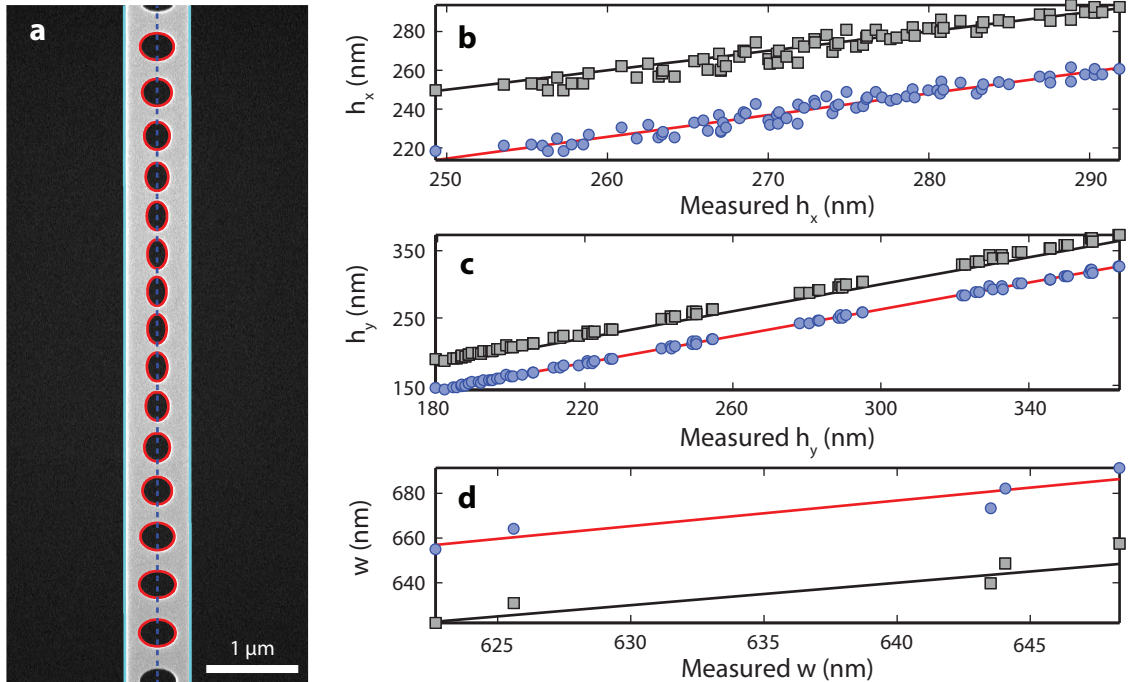 a
1 μm
b
h_x (nm)
280
260
240
220
250
260
270
280
290
Measured h_x (nm)
c
h_y (nm)
350
250
150
180
220
260
300
340
Measured h_y (nm)
d
w (nm)
680
660
640
625
630
635
640
645
Measured w (nm)